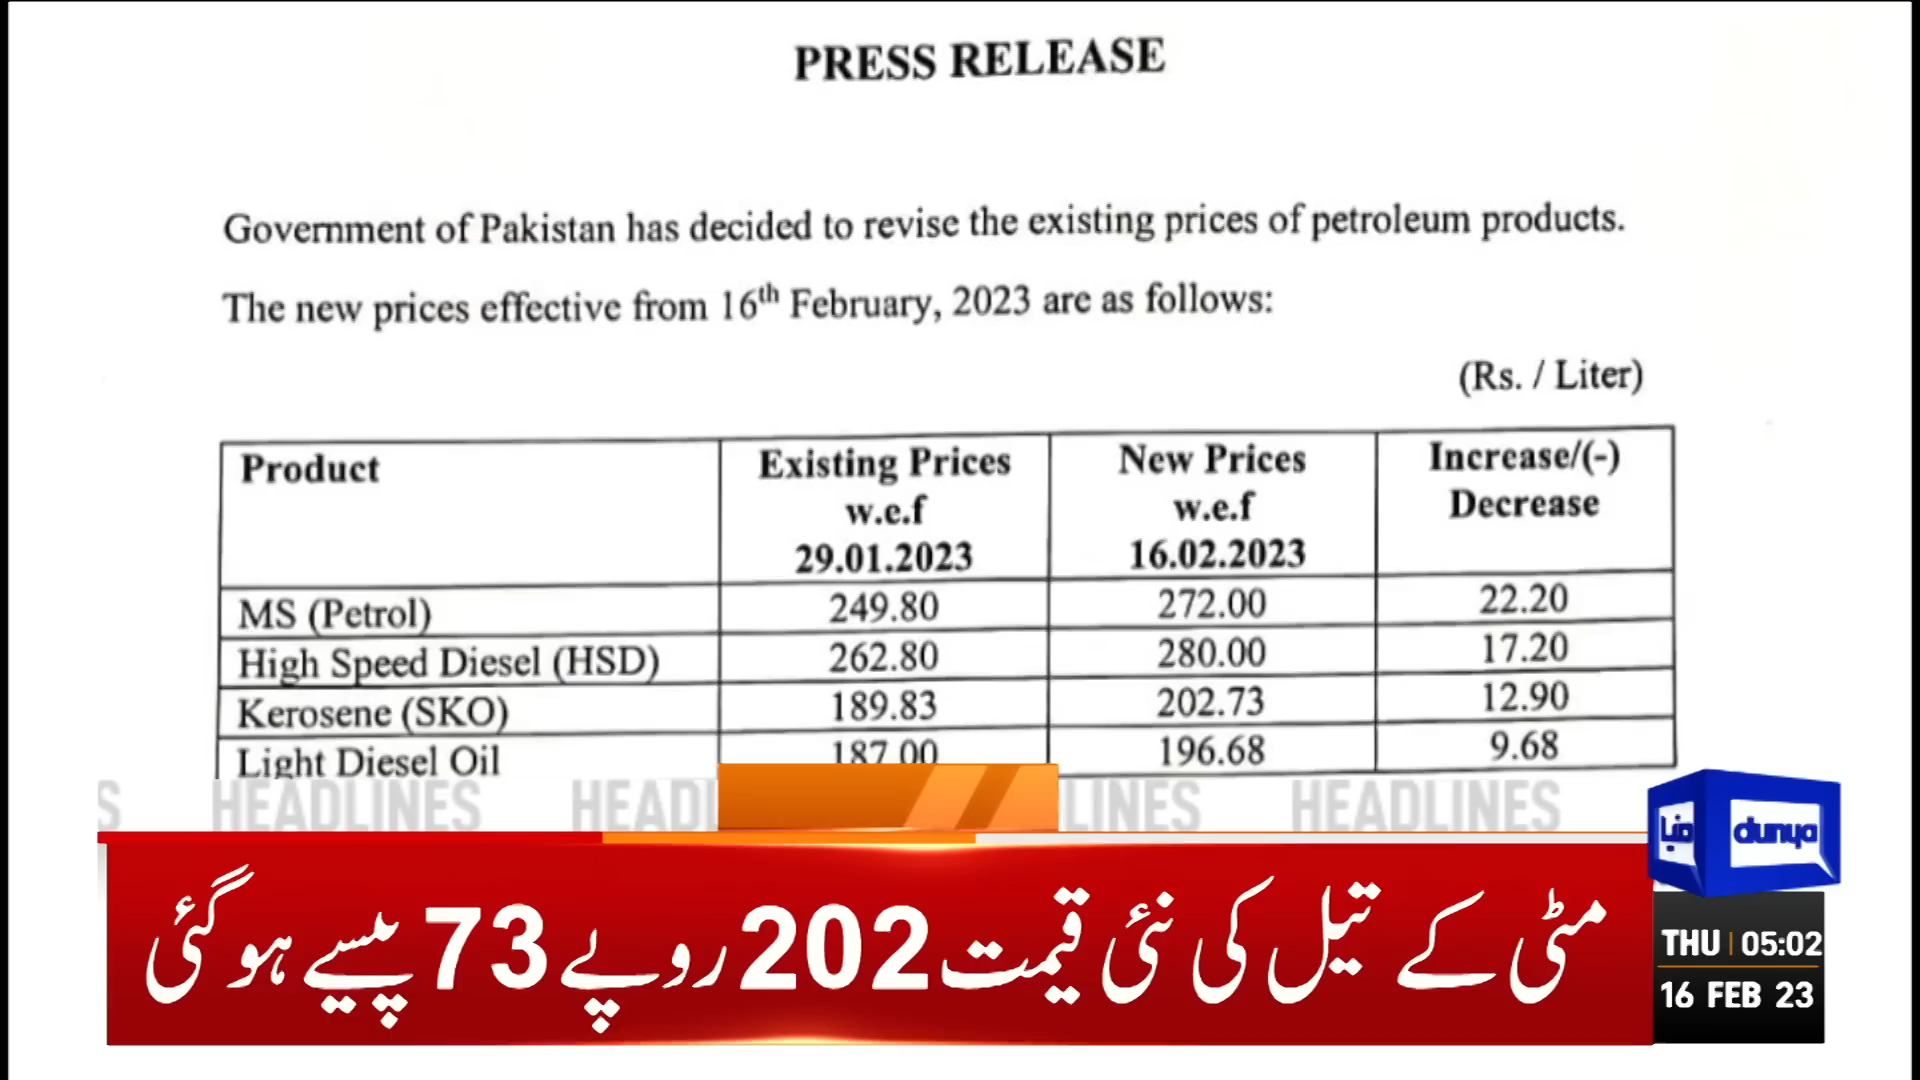 PRESS RELEASE
Government of Pakistan has decided to revise the existing prices of petroleum products.
The new prices effective from 16th February, 2023 are as follows:
(Rs. / Liter)
Product
Existing Prices w.e.f 29.01.2023
New Prices w.e.f 16.02.2023
Increase/(-) Decrease
MS (Petrol) 249.80 272.00 22.20
High Speed Diesel (HSD) 262.80 280.00 17.20
Kerosene (SKO) 189.83 202.73 12.90
Light Diesel Oil 187.00 196.68 9.68
HEADLINES HEADLINES HEADLINES
دنیا dunya
مٹی کے تیل کی نئی قیمت 202 روپے 73 پیسے ہوگئی
THU 05:02
16 FEB 23